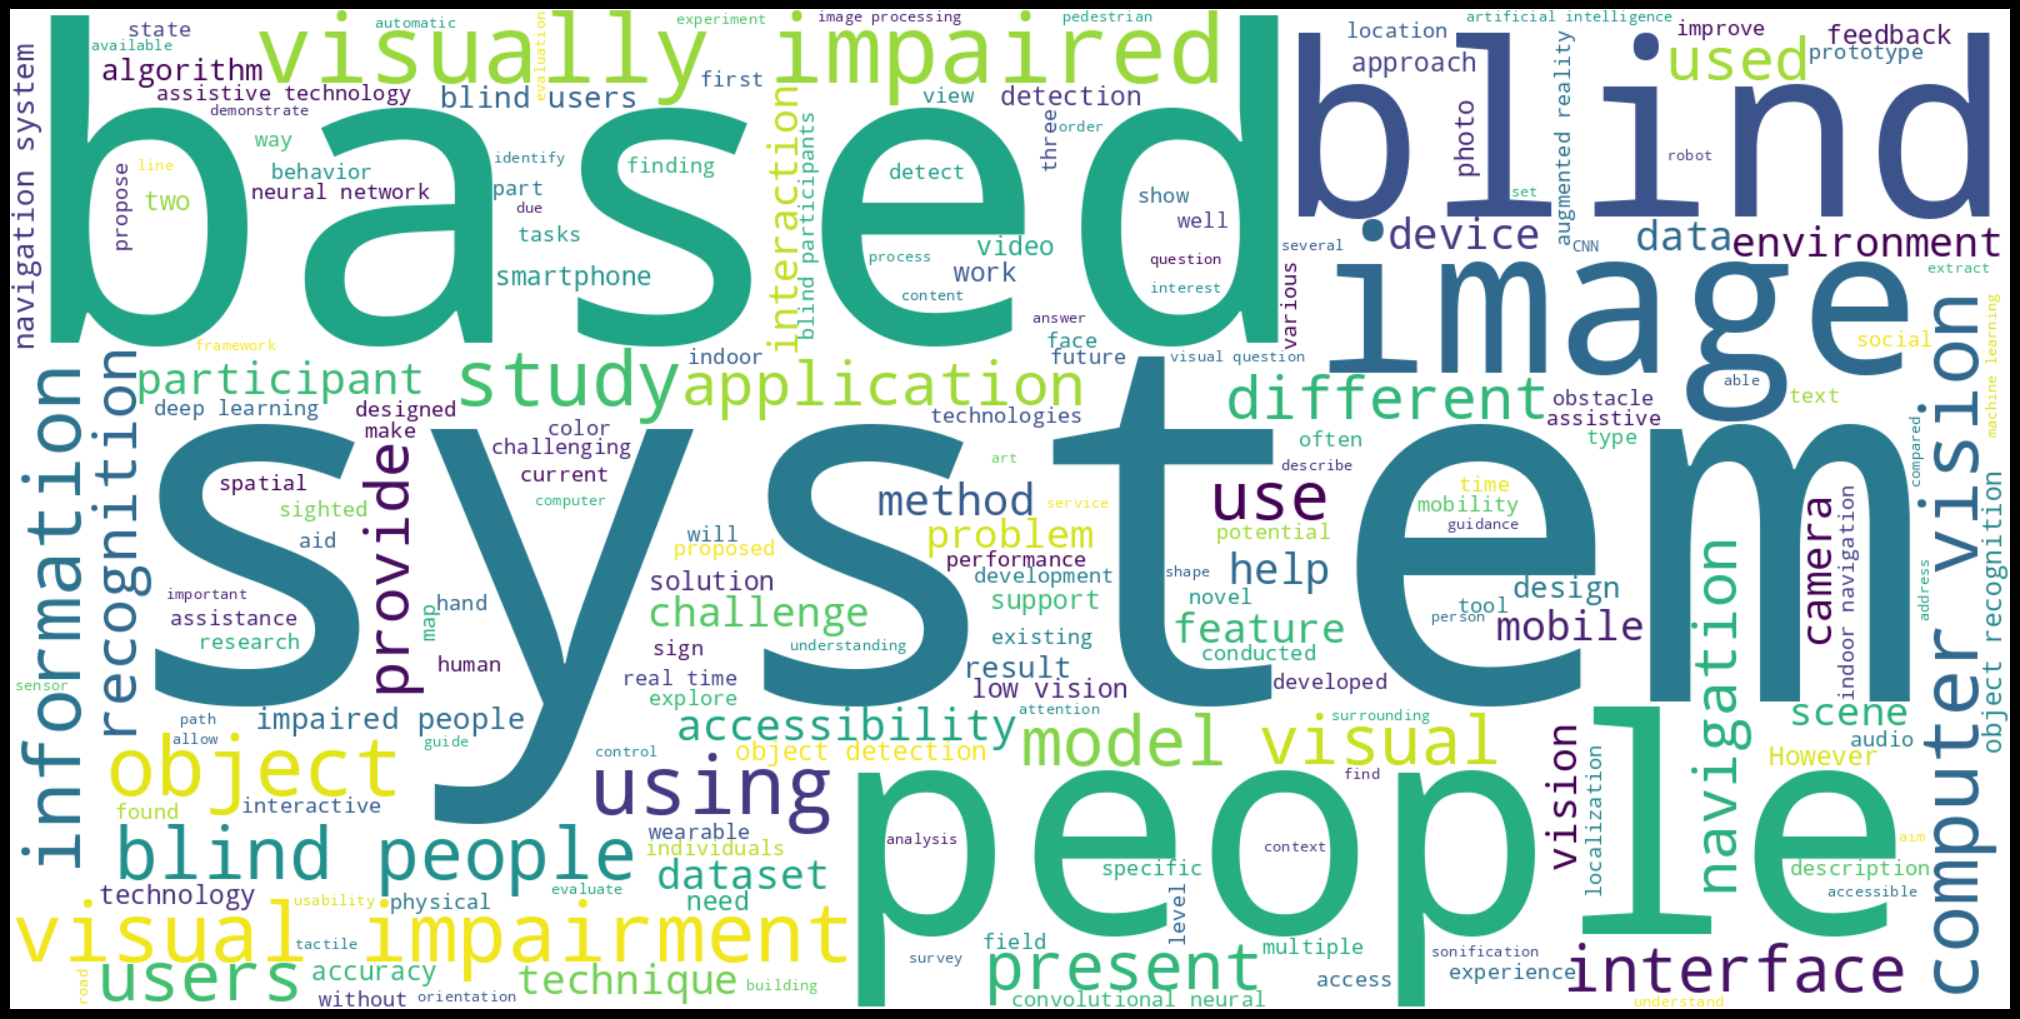 state
automatic
experiment
image processing
pedestrian
artificial intelligence
available
visually impaired
evaluation
location
improve
feedback
algorithm
approach
used
prototype
assistive technology
blind users
first
view
detection
blind
demonstrate
based
interaction
blind participants
three
order
photo
augmented reality
robot
navigation system
way
line
identify
finding
detect
behavior
neural network
part
propose
two
due
show
set
well
tasks
video
device
data
environment
several
CNN
smartphone
process
work
question
extract
content
interest
various
image
answer
face
framework
indoor
future
visual question
social
machine learning
information
recognition
participant
study
application
different
able
text
deep learning
designed
technologies
obstacle
make
color
assistive
challenging
often
type
current
art
describe
compared
computer vision
spatial
system
provide
computer
method
service
use
time
mobility
guidance
sighted
aid
will
problem
potential
camera
indoor navigation
object recognition
proposed
performance
solution
development
shape
help
design
important
hand
map
challenge
support
novel
tool
person
mobile
address
assistance
research
understanding
existing
feature
conducted
human
sign
result
navigation
sensor
real time
low vision
developed
explore
path
impaired people
accessibility
attention
surrounding
scene
allow
guide
control
object detection
model
visual
audio
However
object
using
people
find
vision
localization
found
interactive
wearable
analysis
context
aim
blind people
individuals
dataset
specific
description
technology
usability
physical
evaluate
need
level
accessible
visual impairment
tactile
field
multiple
sonification
road
users
accuracy
technique
building
survey
present
access
experience
interface
without
orientation
convolutional neural
understand